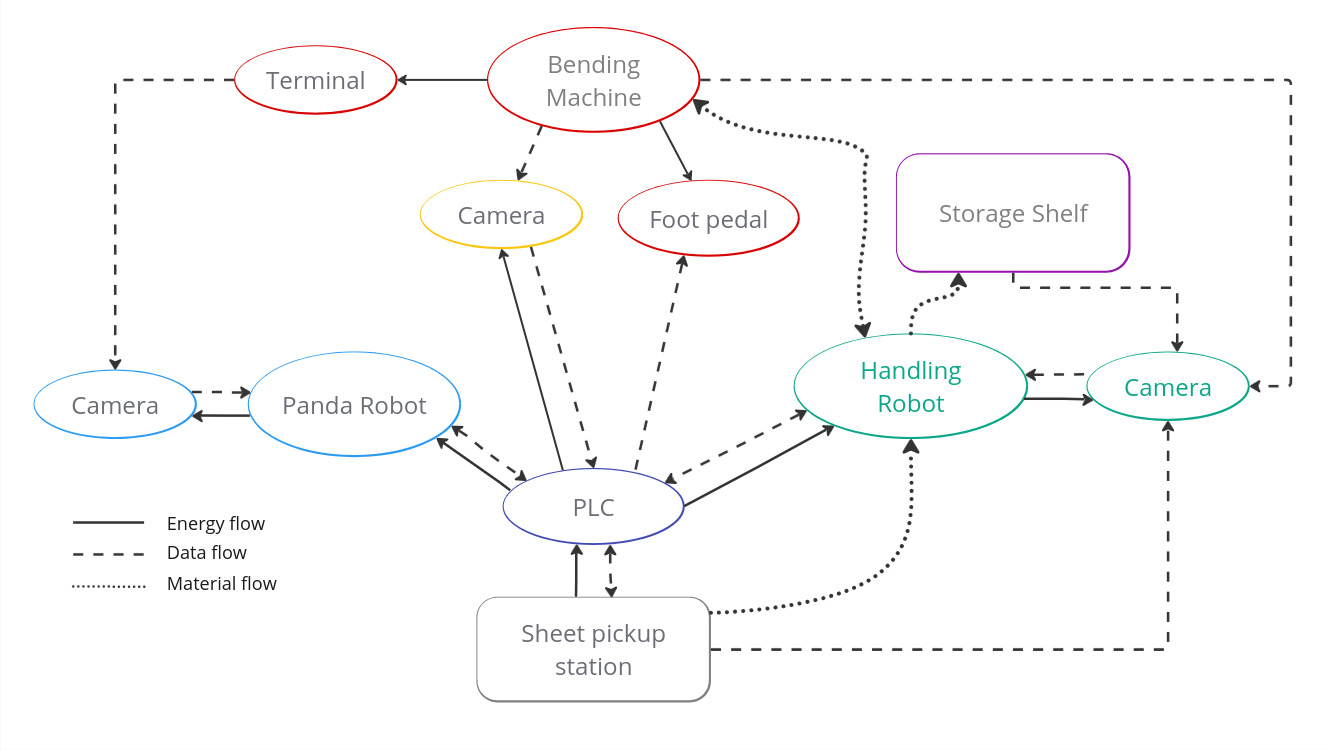 Bending
Machine
Terminal
Camera
Foot pedal
Storage Shelf
Handling
Robot
Camera
Camera
Panda Robot
PLC
Energy flow
Data flow
Material flow
Sheet pickup
station